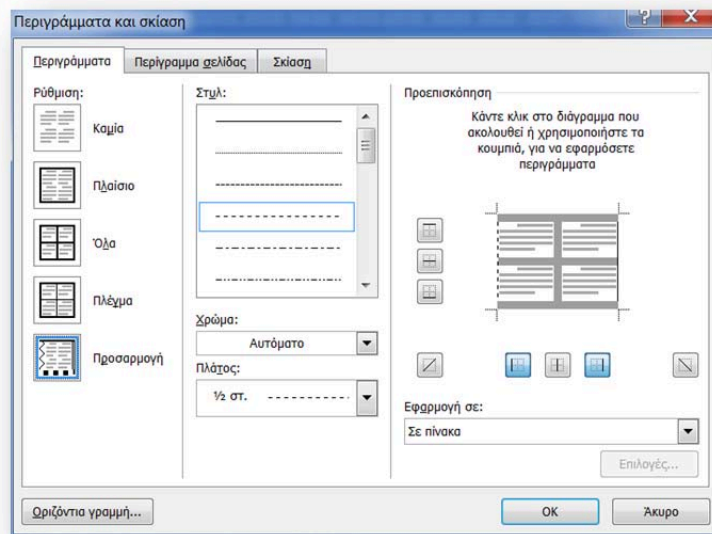 Περιγράμματα και σκίαση
Περιγράμματα
Περίγραμμα σελίδας
Σκίαση
Ρύθμιση:
Καμία
Πλαίσιο
Όλα
Πλέγμα
Προσαρμογή
Στυλ:
Χρώμα:
Αυτόματο
Πλάτος:
½ στ.
Προεπισκόπηση
Κάντε κλικ στο διάγραμμα που
ακολουθεί ή χρησιμοποιήστε τα
κουμπιά, για να εφαρμόσετε
περιγράμματα
Εφαρμογή σε:
Σε πίνακα
Επιλογές...
Οριζόντια γραμμή...
OK
Άκυρο